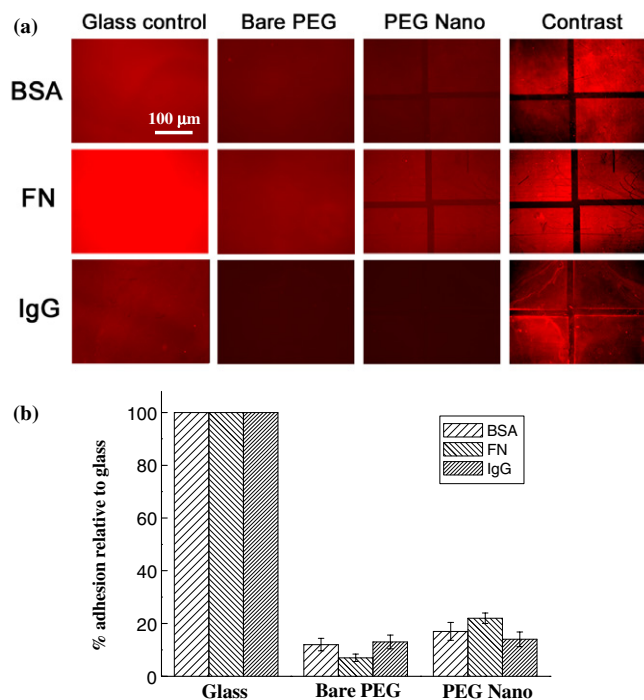 (a)
Glass control Bare PEG PEG Nano Contrast
BSA
100 μm
FN
IgG
(b)
% adhesion relative to glass
100
80
60
40
20
0
BSA
FN
IgG
Glass Bare PEG PEG Nano